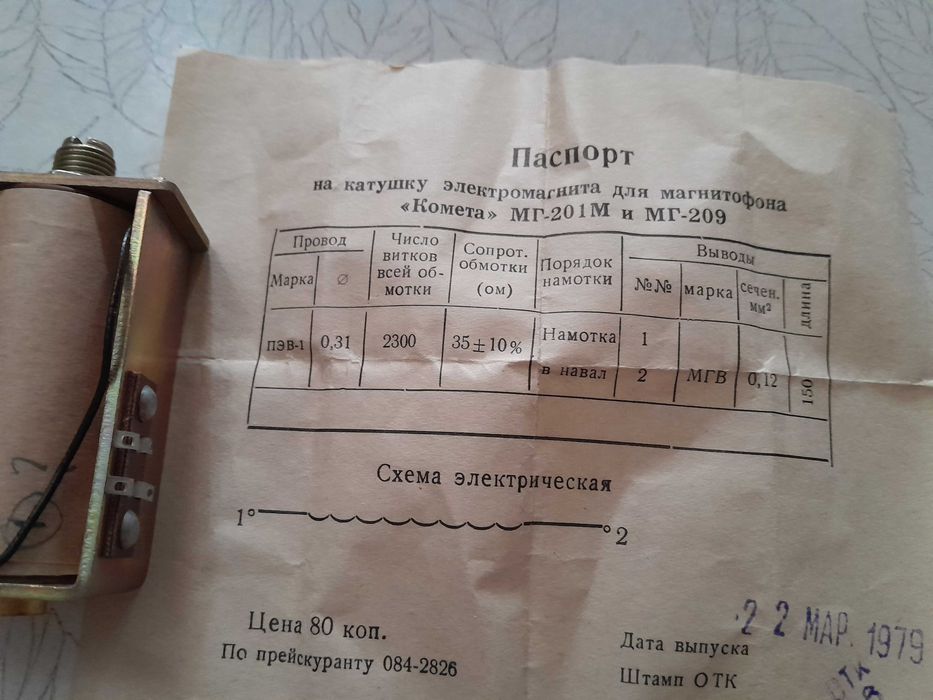 Паспорт
на катушку электромагнита для магнитофона
«Комета» МГ-201М и МГ-209
Провод
Марка ∅
Число витков всей об-
мотки
Сопрот. обмотки (ом)
Порядок намотки
Выводы
№№ марка сечен. мм² длина
ПЭВ-1 0,31 2300 35±10% Намотка 1
в навал 2 МГВ 0,12 150
Схема электрическая
1 2
Цена 80 коп.
По прейскуранту 084-2826
Дата выпуска 22 МАР. 1979
Штамп ОТК
ОТК